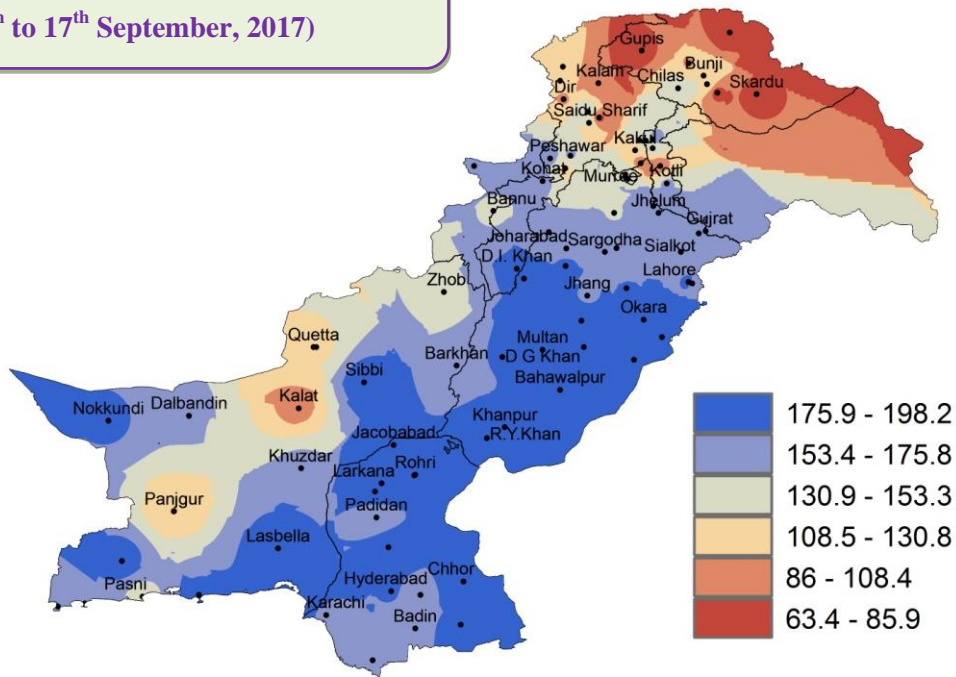 to 17th September, 2017)
Gupis
Bunji
Kalam
Chilas
Skardu
Dir
Saidu Sharif
Peshawar
Kohat
Kotli
Bannu
Jhelum
Gujrat
Joharabad
Sargodha
Sialkot
D.I. Khan
Lahore
Zhob
Jhang
Okara
Quetta
Multan
Barkhan
D G Khan
Sibbi
Bahawalpur
Kalat
Nokkundi
Dalbandin
Khanpur
R.Y.Khan
Jacobabad
Khuzdar
Rohri
Larkana
Panjgur
Padidan
Lasbella
Chhor
Pasni
Hyderabad
Karachi
Badin
175.9 - 198.2
153.4 - 175.8
130.9 - 153.3
108.5 - 130.8
86 - 108.4
63.4 - 85.9